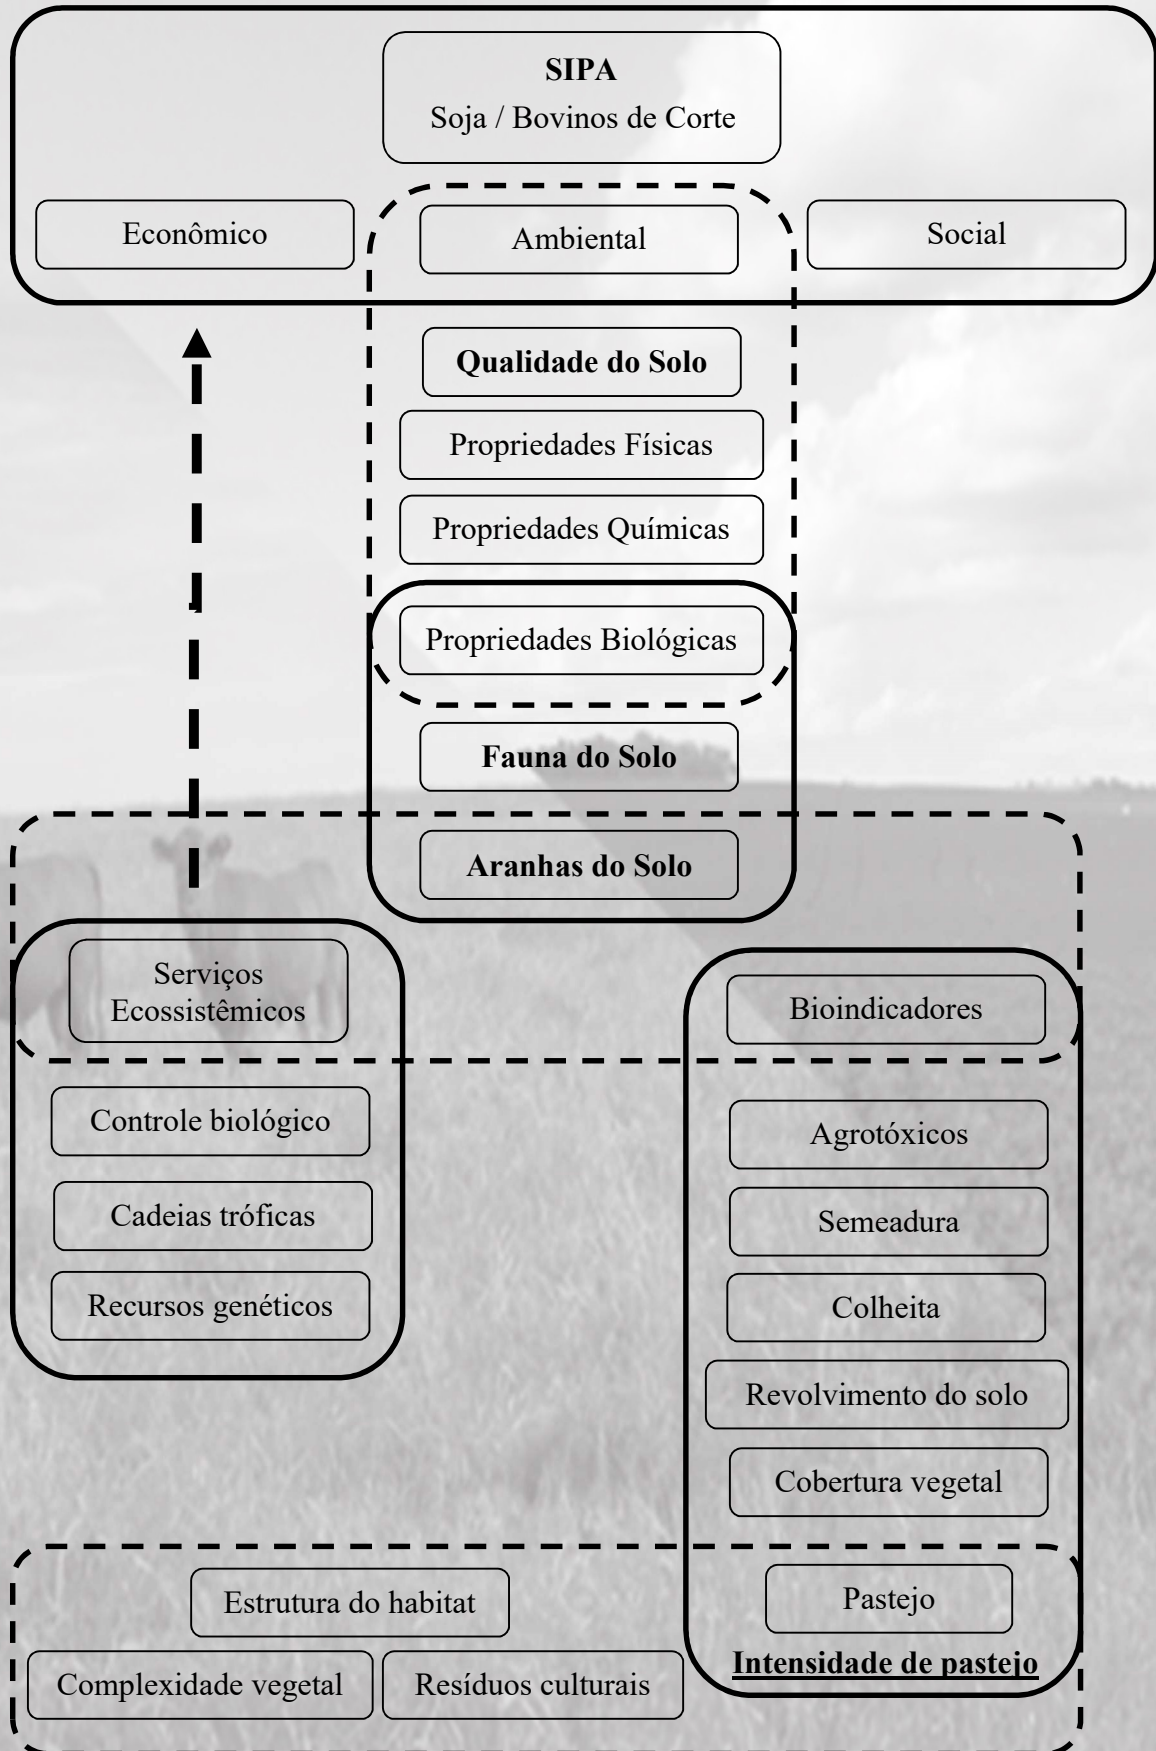 SIPA
Soja / Bovinos de Corte
Econômico
Ambiental
Social
Qualidade do Solo
Propriedades Físicas
Propriedades Químicas
Propriedades Biológicas
Fauna do Solo
Aranhas do Solo
Serviços
Ecossistêmicos
Controle biológico
Cadeias tróficas
Recursos genéticos
Bioindicadores
Agrotóxicos
Semeadura
Colheita
Revolvimento do solo
Cobertura vegetal
Pastejo
Intensidade de pastejo
Estrutura do habitat
Complexidade vegetal
Resíduos culturais